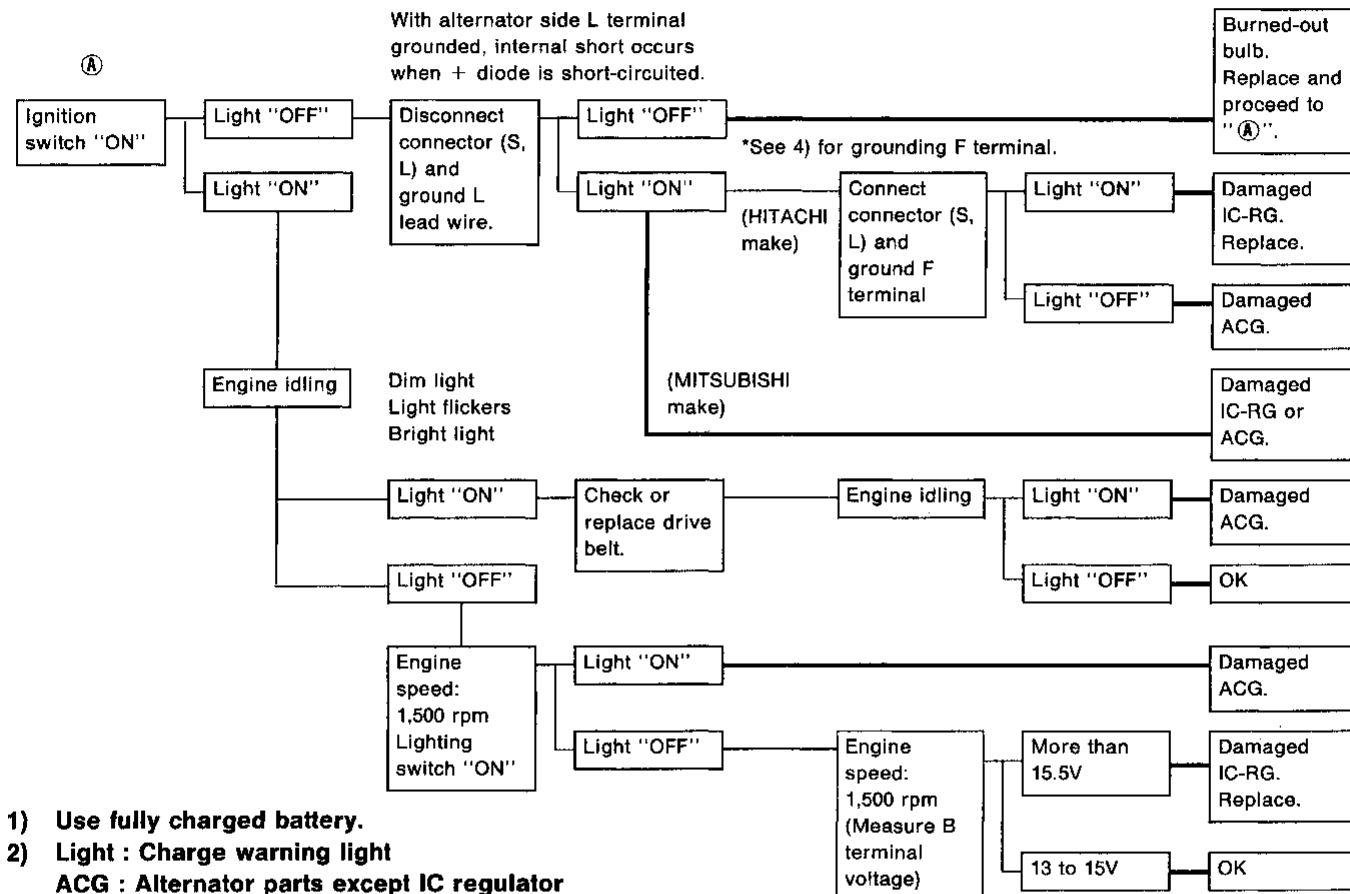 With alternator side L terminal
grounded, internal short occurs
when + diode is short-circuited.
Ⓐ
Ignition
switch "ON"
Light "OFF"
Light "ON"
Disconnect
connector (S,
L) and
ground L
lead wire.
Light "OFF"
Burned-out
bulb.
Replace and
proceed to
"Ⓐ".
*See 4) for grounding F terminal.
Light "ON"
(HITACHI
make)
Connect
connector (S,
L) and
ground F
terminal
Light "ON"
Damaged
IC-RG.
Replace.
Light "OFF"
Damaged
ACG.
Engine idling
Dim light
Light flickers
Bright light
(MITSUBISHI
make)
Damaged
IC-RG or
ACG.
Light "ON"
Check or
replace drive
belt.
Engine idling
Light "ON"
Damaged
ACG.
Light "OFF"
OK
Light "OFF"
Engine
speed:
1,500 rpm
Lighting
switch "ON"
Light "ON"
Damaged
ACG.
Light "OFF"
Engine
speed:
1,500 rpm
(Measure B
terminal
voltage)
More than
15.5V
Damaged
IC-RG.
Replace.
13 to 15V
OK
1) Use fully charged battery.
2) Light : Charge warning light
ACG : Alternator parts except IC regulator